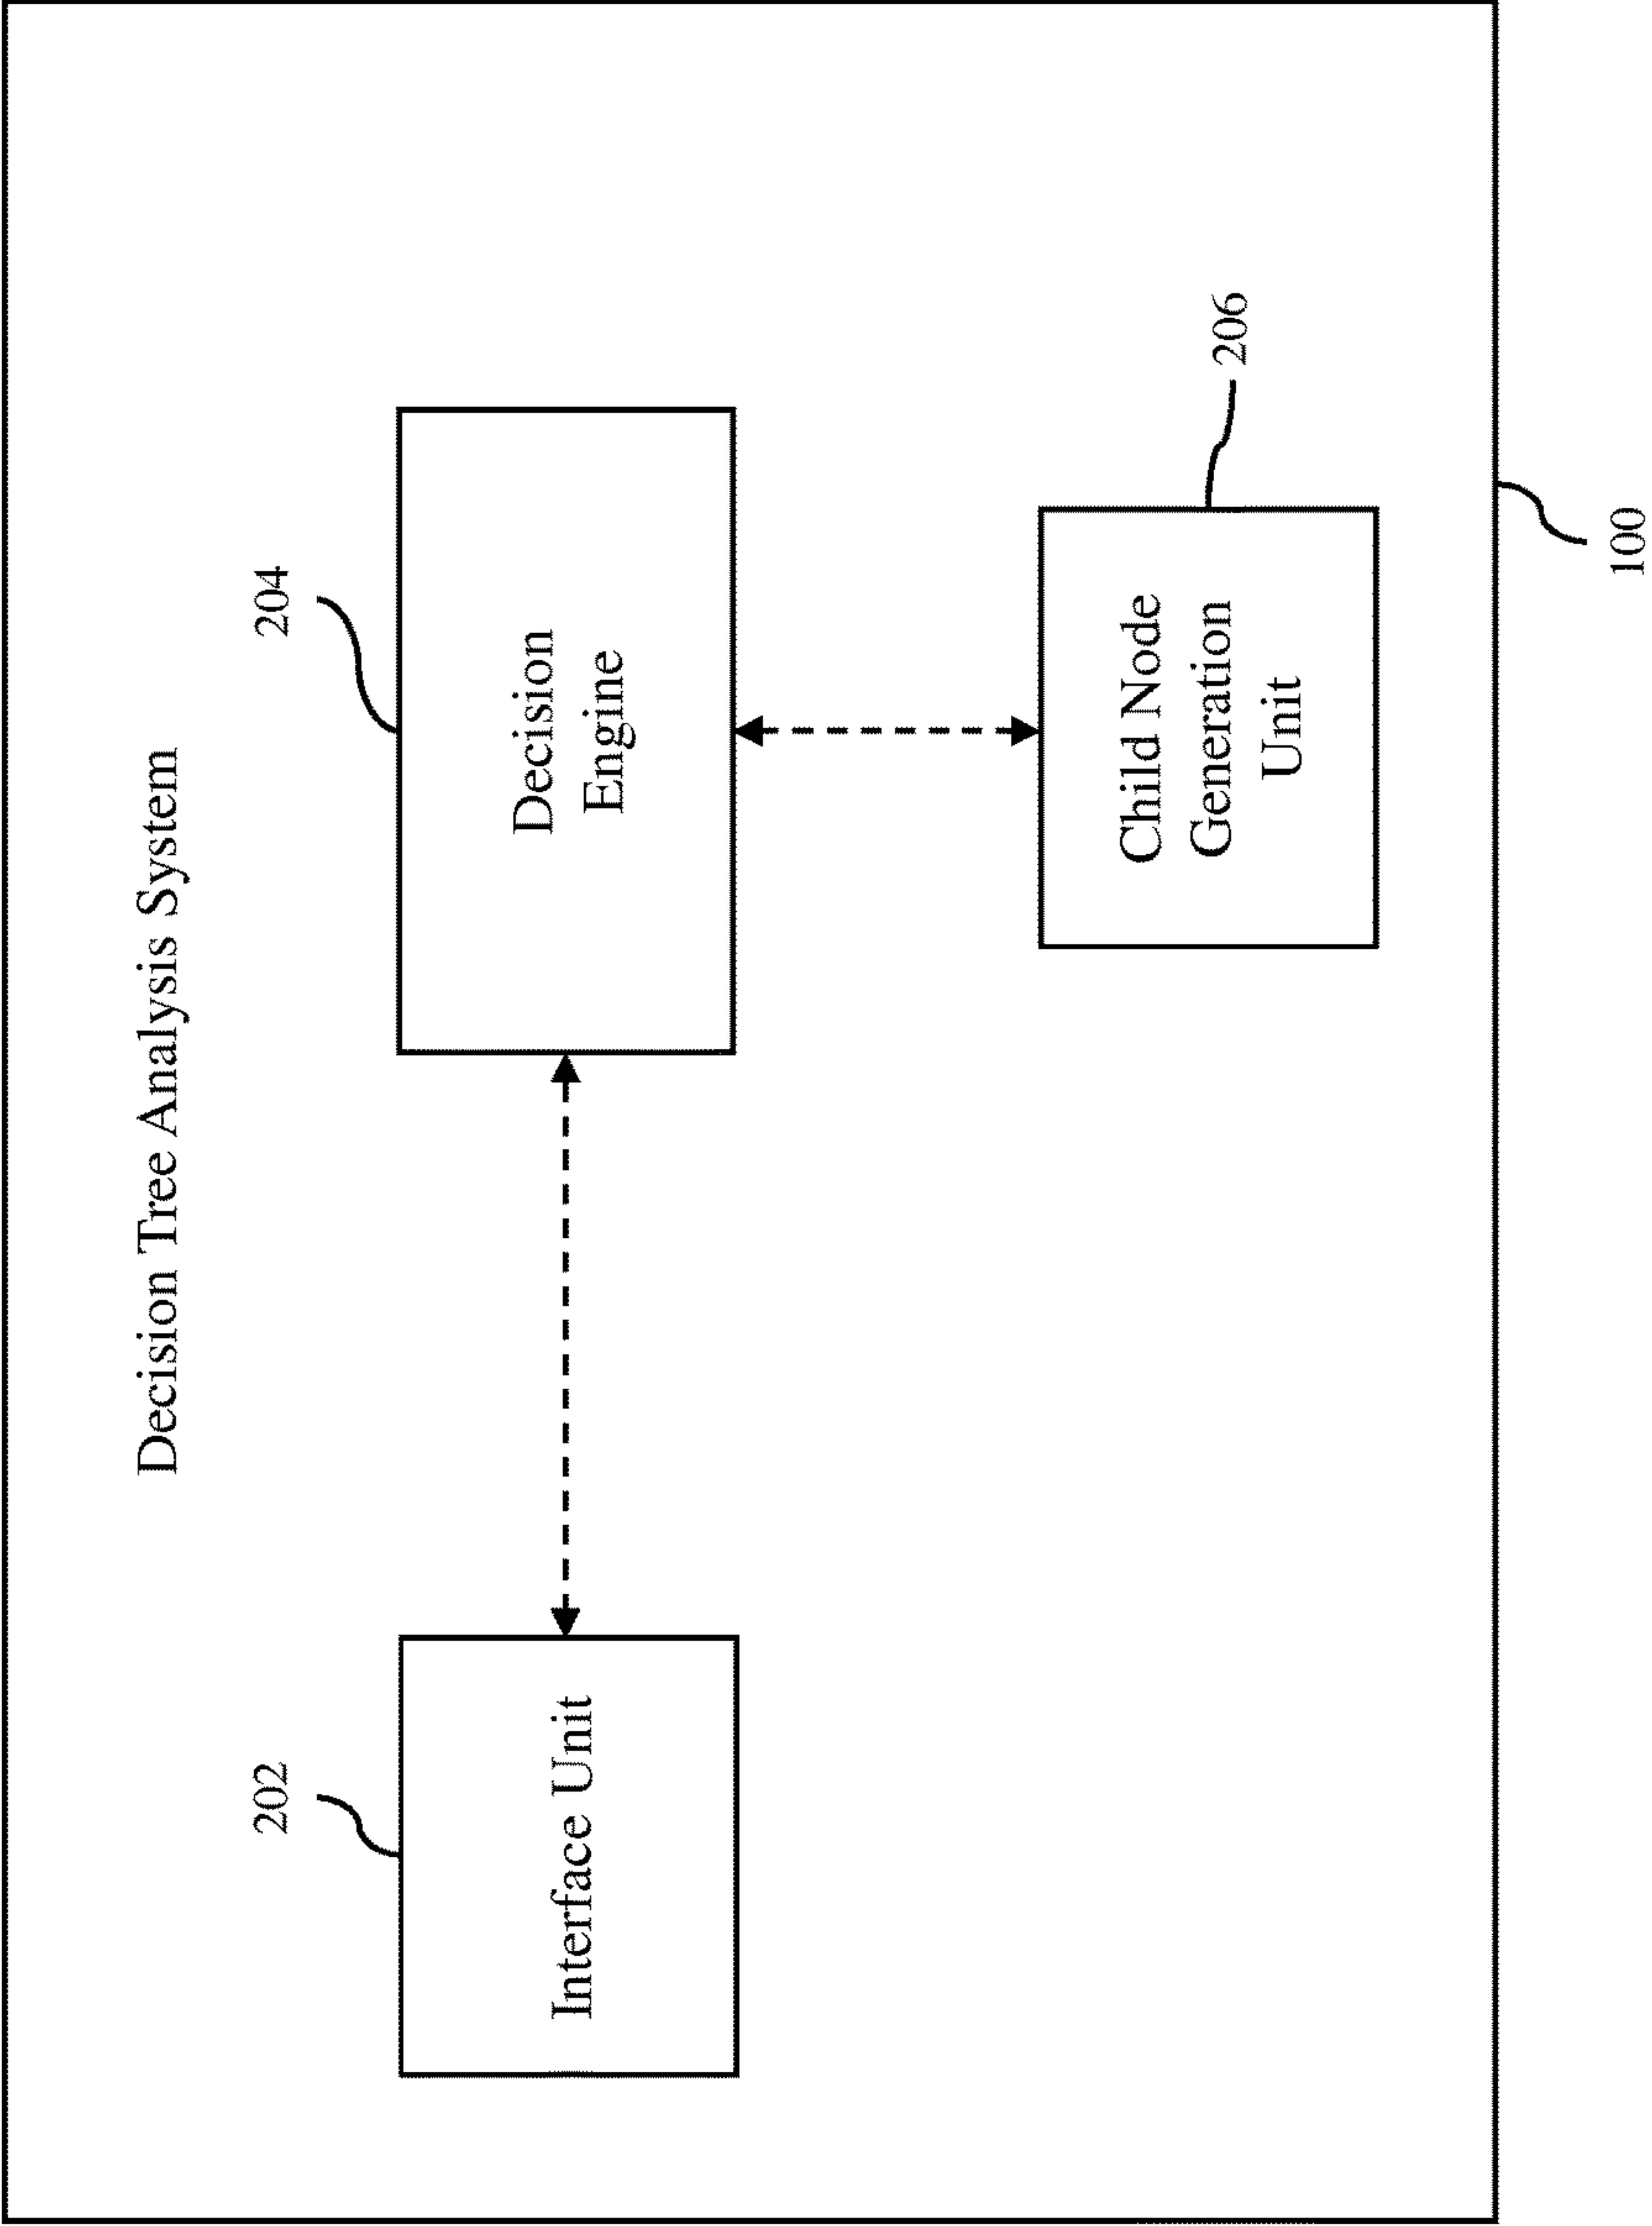 Decision Tree Analysis System
202
204
Interface Unit
Decision
Engine
206
Child Node
Generation
Unit
100